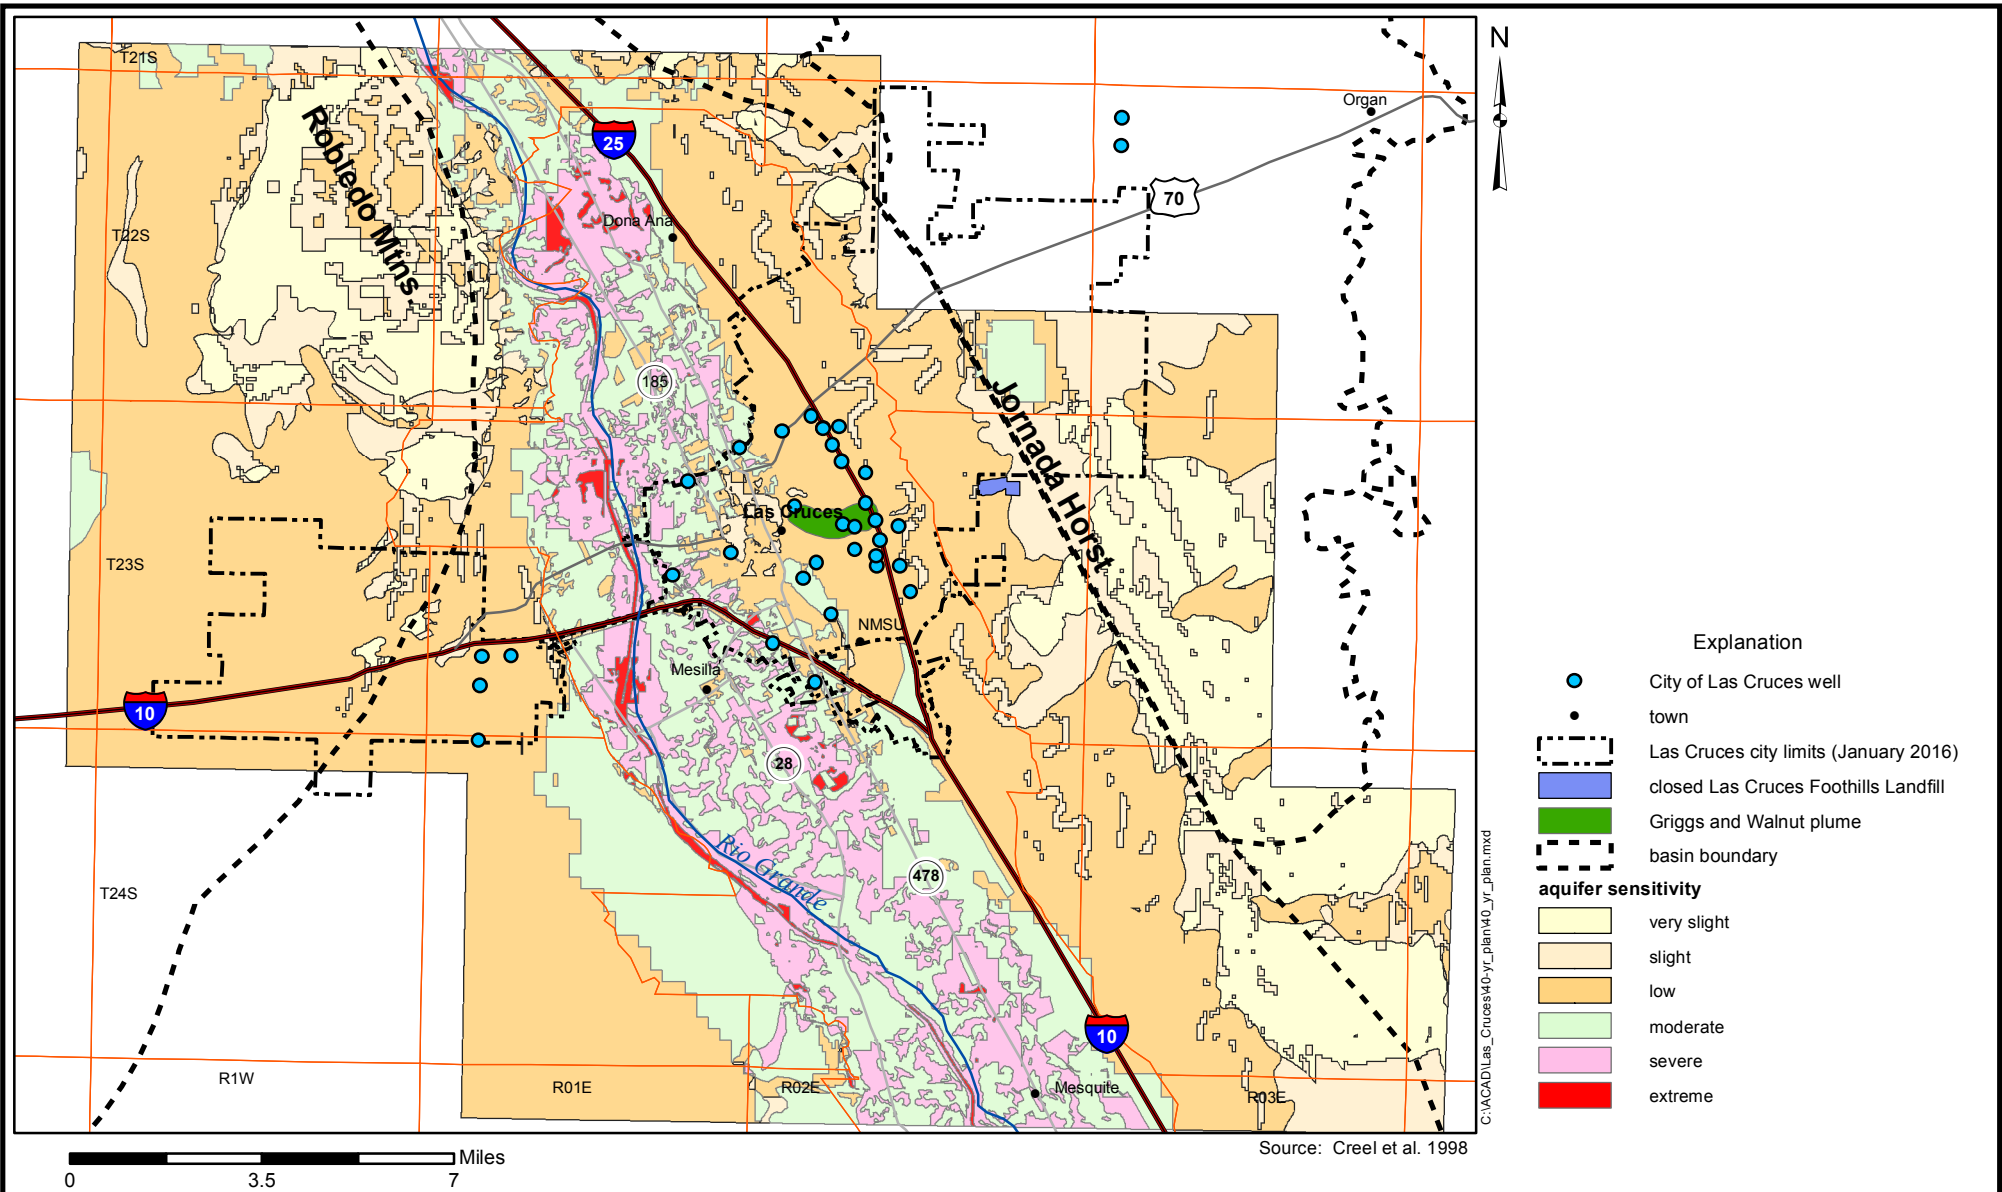 T21S
N
Organ
25
Robledo Mtns
70
Dona Ana
T22S
185
Jornada Horst
Las Cruces
T23S
NMSU
Mesilla
10
28
Rio Grande
478
T24S
10
R1W
R01E
R02E
Mesquite
R03E
Explanation
City of Las Cruces well
town
Las Cruces city limits (January 2016)
closed Las Cruces Foothills Landfill
Griggs and Walnut plume
basin boundary
aquifer sensitivity
very slight
slight
low
moderate
severe
extreme
C:\ACAD\Las_Cruces\40-yr_plan\40_yr_plan.mxd
Source: Creel et al. 1998
Miles
0 3.5 7